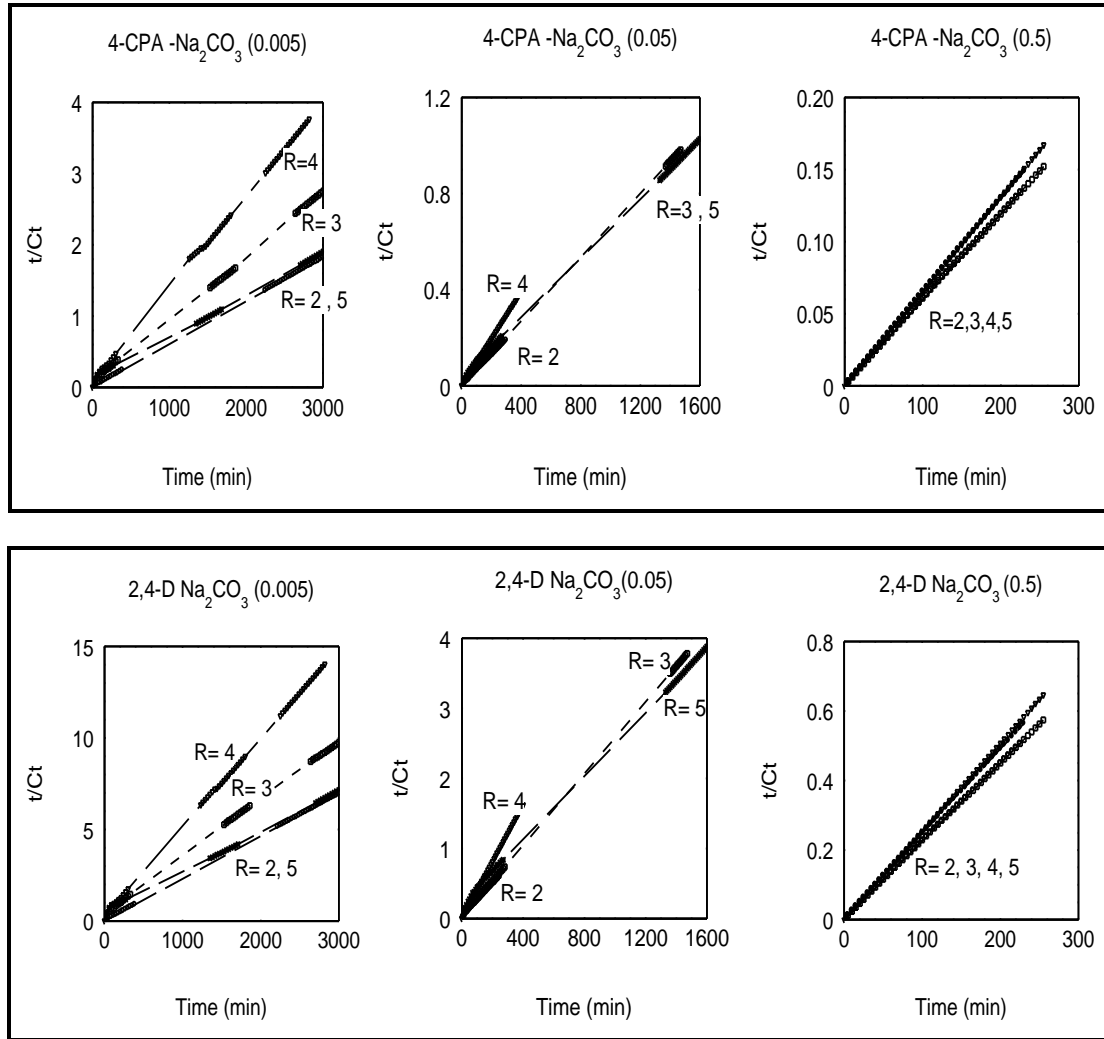 4-CPA -Na2CO3 (0.005)
4-CPA -Na2CO3 (0.05)
4-CPA -Na2CO3 (0.5)
4
3
2
1
0
t/Ct
R=4
R= 3
R= 2 , 5
0
1000
2000
3000
Time (min)
1.2
0.8
0.4
0
t/Ct
R=3 , 5
R= 4
R= 2
0
400
800
1200
1600
Time (min)
0.20
0.15
0.10
0.05
0.00
t/Ct
R=2,3,4,5
0
100
200
300
Time (min)
2,4-D Na2CO3 (0.005)
2,4-D Na2CO3(0.05)
2,4-D Na2CO3 (0.5)
15
10
5
0
t/Ct
R= 4
R= 3
R= 2, 5
0
1000
2000
3000
Time (min)
4
3
2
1
0
t/Ct
R= 3
R= 5
R= 4
R= 2
0
400
800
1200
1600
Time (min)
0.8
0.6
0.4
0.2
0.0
t/Ct
R= 2, 3, 4, 5
0
100
200
300
Time (min)